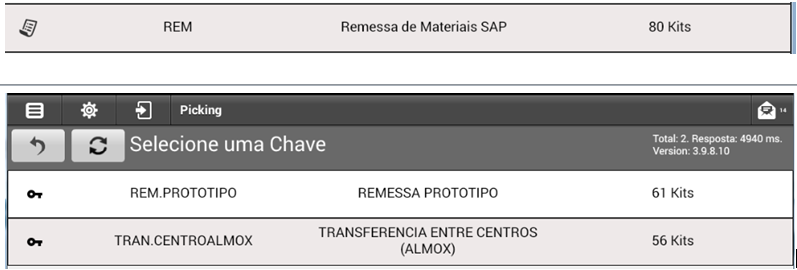 REM Remessa de Materiais SAP 80 Kits
Picking 14
Selecione uma Chave Total: 2. Resposta: 4940 ms.
Version: 3.9.8.10
REM.PROTOTIPO REMESSA PROTOTIPO 61 Kits
TRAN.CENTROALMOX TRANSFERENCIA ENTRE CENTROS 56 Kits
(ALMOX)